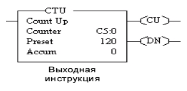 CTU
Count Up
Counter C5:0
Preset 120
Accum 0
CU
DN
Выходная
инструкция